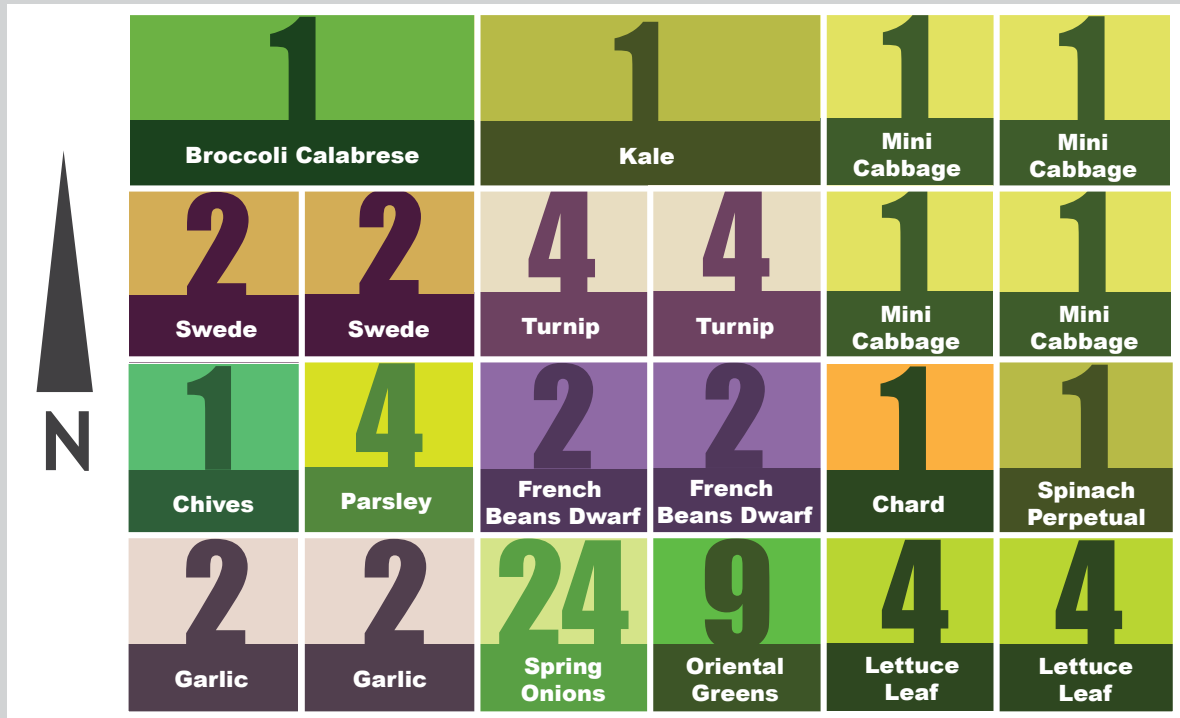 1
Broccoli Calabrese
1
Kale
1
Mini
Cabbage
1
Mini
Cabbage
2
Swede
2
Swede
4
Turnip
4
Turnip
1
Mini
Cabbage
1
Mini
Cabbage
N
1
Chives
4
Parsley
2
French
Beans Dwarf
2
French
Beans Dwarf
1
Chard
1
Spinach
Perpetual
2
Garlic
2
Garlic
24
Spring
Onions
9
Oriental
Greens
4
Lettuce
Leaf
4
Lettuce
Leaf